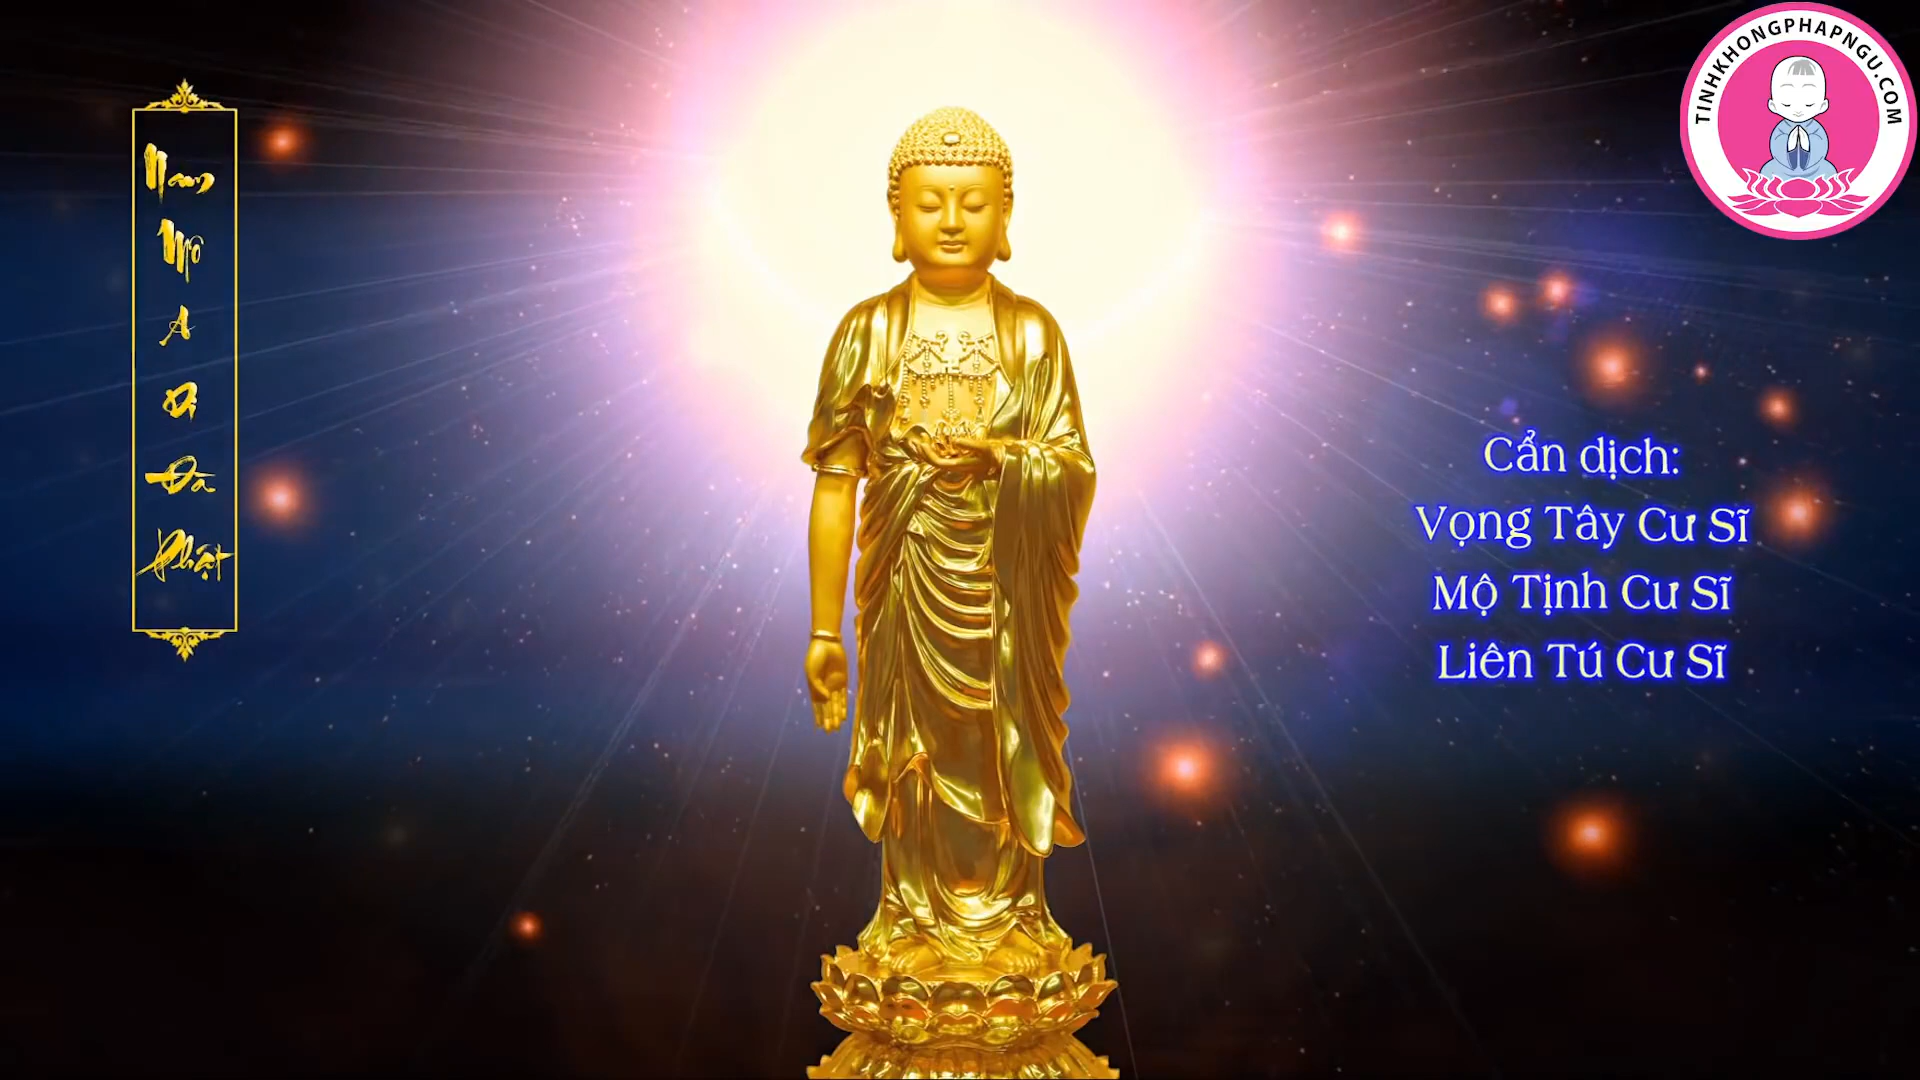 Nam
Mô
A
Di
Đà
Phật
TINHKHONGPHAPNGU.COM
Cẩn dịch:
Vọng Tây Cư Sĩ
Mộ Tịnh Cư Sĩ
Liên Tú Cư Sĩ